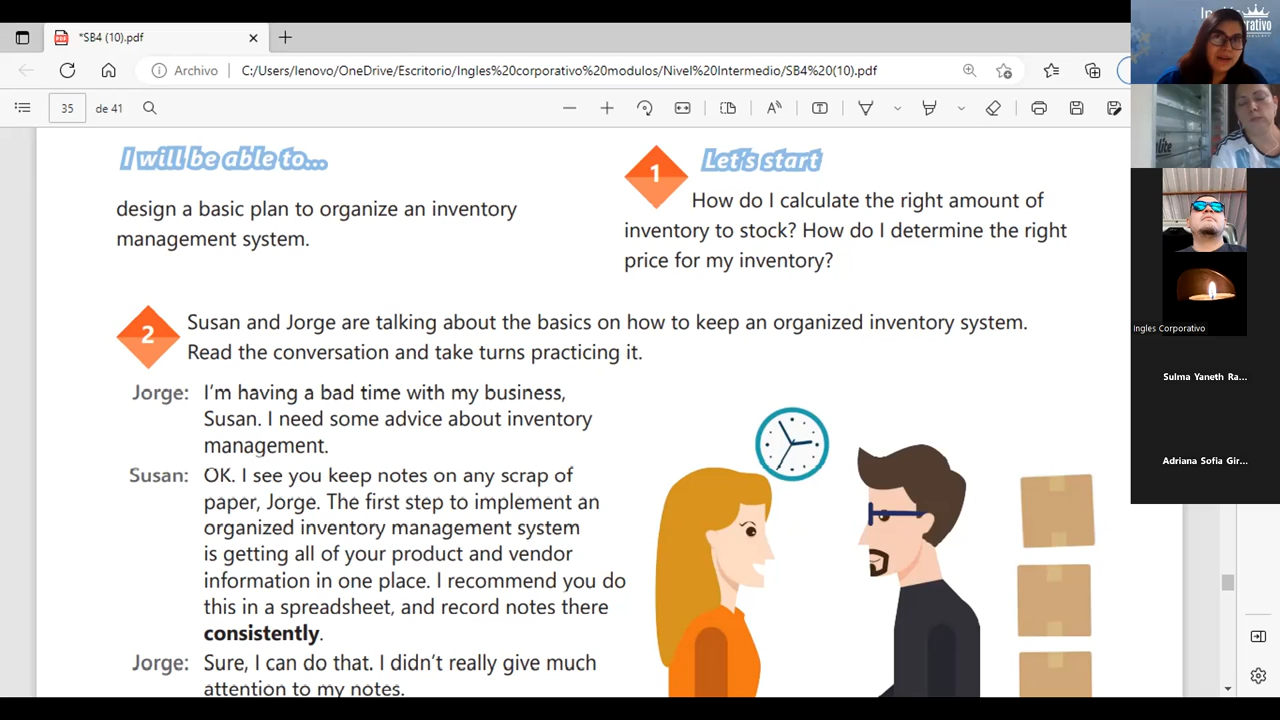 *SB4 (10).pdf
Archivo
C:/Users/lenovo/OneDrive/Escritorio/Ingles%20corporativo%20modulos/Nivel%20Intermedio/SB4%20(10).pdf
35 de 41
I will be able to...
design a basic plan to organize an inventory
management system.
1 Let's start
How do I calculate the right amount of
inventory to stock? How do I determine the right
price for my inventory?
2 Susan and Jorge are talking about the basics on how to keep an organized inventory system.
Read the conversation and take turns practicing it.
Jorge: I'm having a bad time with my business,
Susan. I need some advice about inventory
management.
Susan: OK. I see you keep notes on any scrap of
paper, Jorge. The first step to implement an
organized inventory management system
is getting all of your product and vendor
information in one place. I recommend you do
this in a spreadsheet, and record notes there
consistently.
Jorge: Sure, I can do that. I didn't really give much
attention to my notes.
Ingles Corporativo
Sulma Yaneth Ra...
Adriana Sofia Gir...